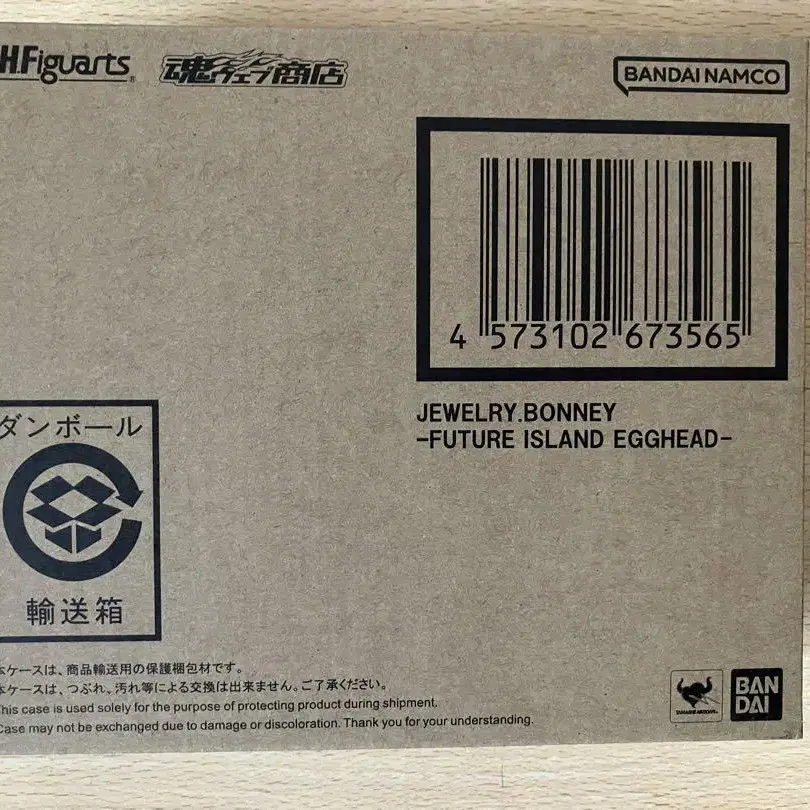 H.Figuarts
魂ウェブ商店
BANDAI NAMCO
4 573102 673565
JEWELRY.BONNEY
-FUTURE ISLAND EGGHEAD-
ダンボール
輸送箱
本ケースは、商品輸送用の保護梱包材です。
本ケースは、つぶれ、汚れ等による交換は出来ません。ご了承ください。
This case is used solely for the purpose of protecting product during shipment.
Case may not be exchanged due to damage or discoloration. Thank you for your understanding.
BAN
DAI